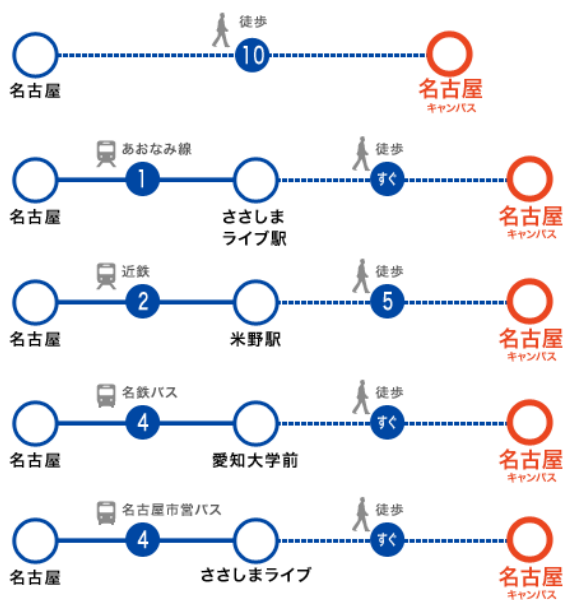 徒歩
10
名古屋
名古屋
キャンパス
あおなみ線
徒歩
1
すぐ
名古屋
ささしま
ライブ駅
名古屋
キャンパス
近鉄
徒歩
2
5
名古屋
米野駅
名古屋
キャンパス
名鉄バス
徒歩
4
すぐ
名古屋
愛知大学前
名古屋
キャンパス
名古屋市営バス
徒歩
4
すぐ
名古屋
ささしまライブ
名古屋
キャンパス